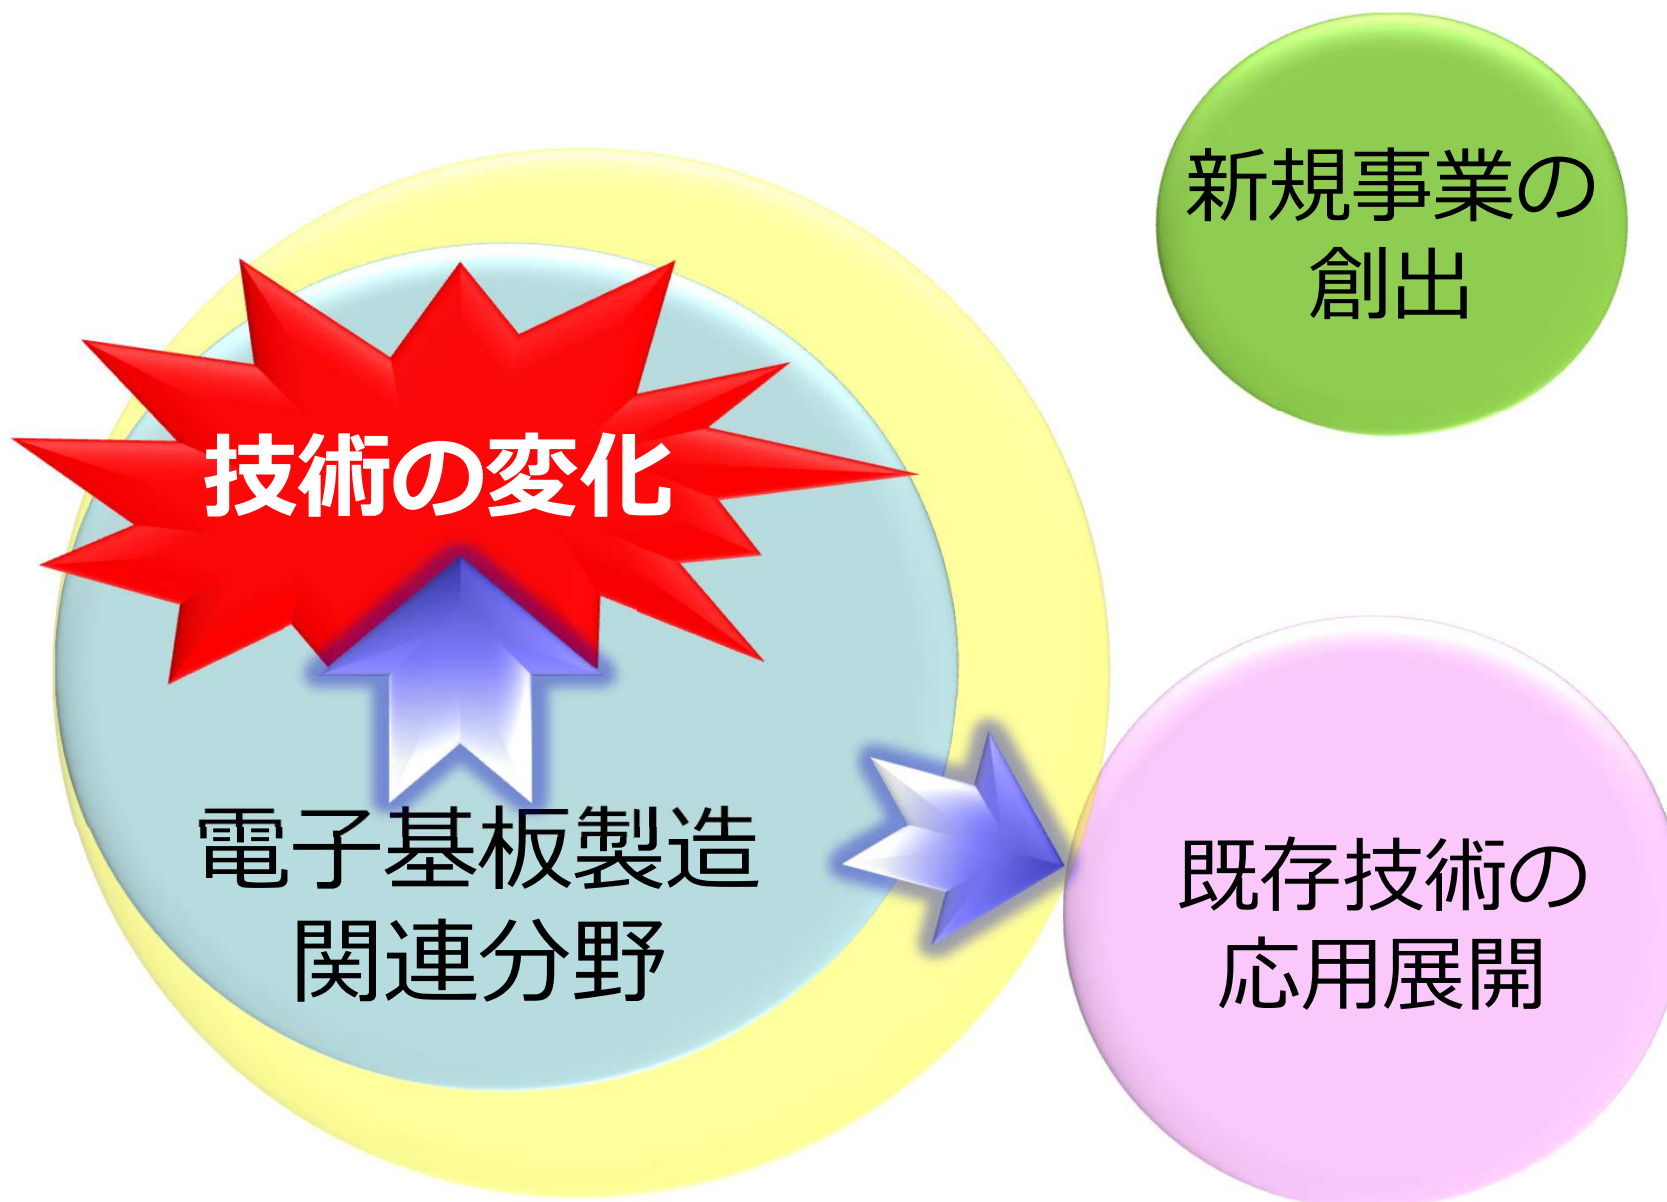 新規事業の
創出
技術の変化
電子基板製造
関連分野
既存技術の
応用展開